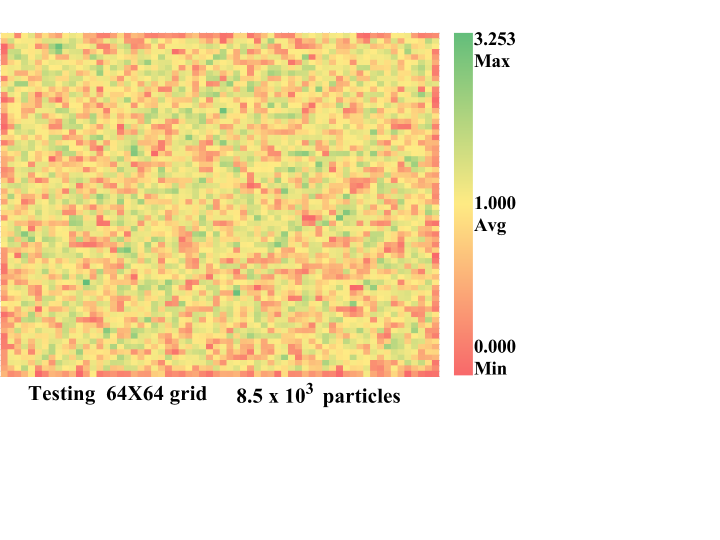 3.253
Max
1.000
Avg
0.000
Min
Testing 64X64 grid 8.5 x 10³ particles